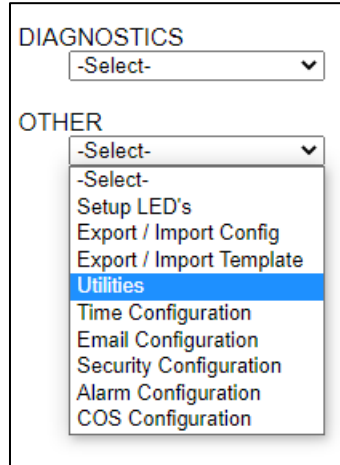 DIAGNOSTICS
-Select-
OTHER
-Select-
-Select-
Setup LED's
Export / Import Config
Export / Import Template
Utilities
Time Configuration
Email Configuration
Security Configuration
Alarm Configuration
COS Configuration